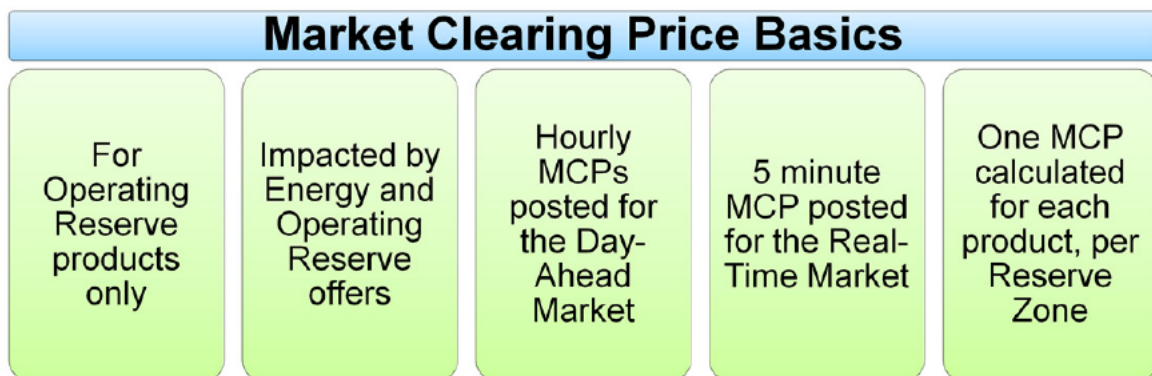 Market Clearing Price Basics
For
Operating
Reserve
products
only
Impacted by
Energy and
Operating
Reserve
offers
Hourly
MCPs
posted for
the Day-
Ahead
Market
5 minute
MCP posted
for the Real-
Time Market
One MCP
calculated
for each
product, per
Reserve
Zone